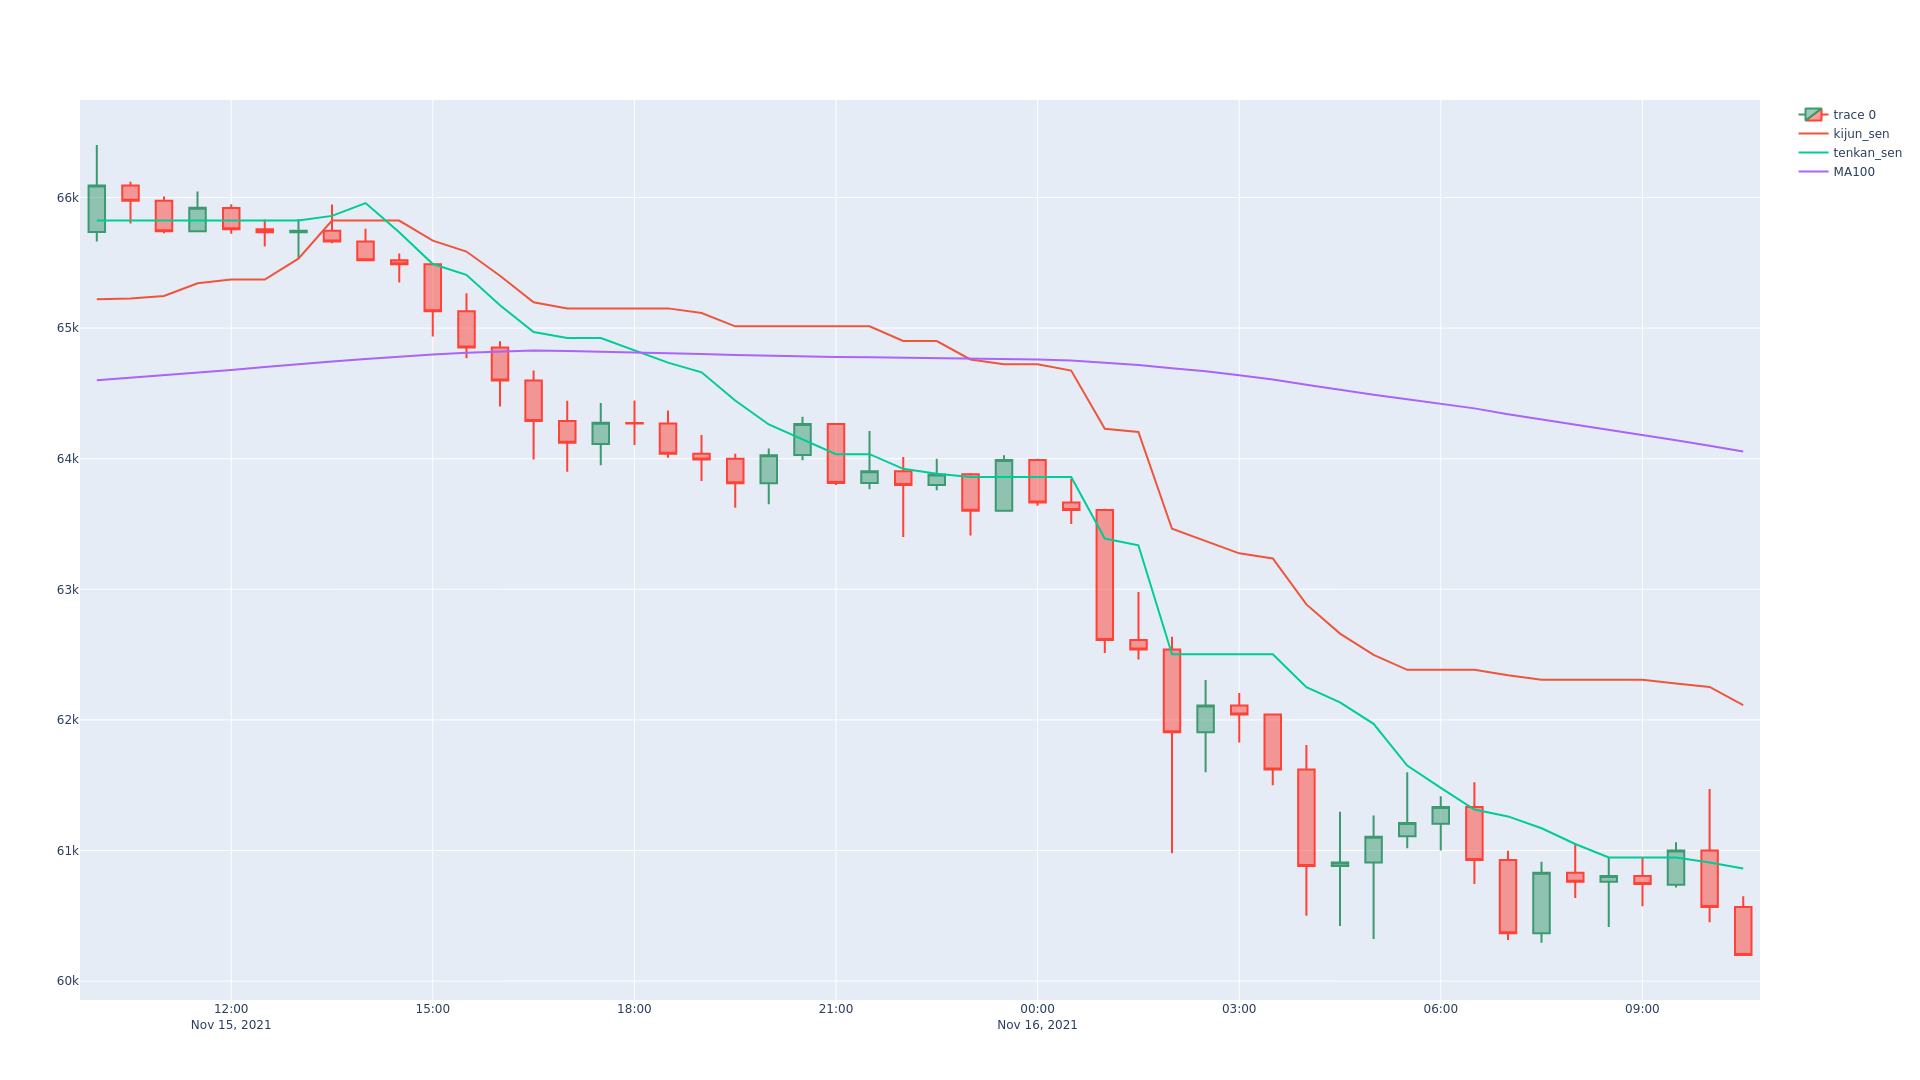 trace 0
kijun_sen
tenkan_sen
MA100
66k
65k
64k
63k
62k
61k
60k
12:00 15:00 18:00 21:00 00:00 03:00 06:00 09:00
Nov 15, 2021 Nov 16, 2021